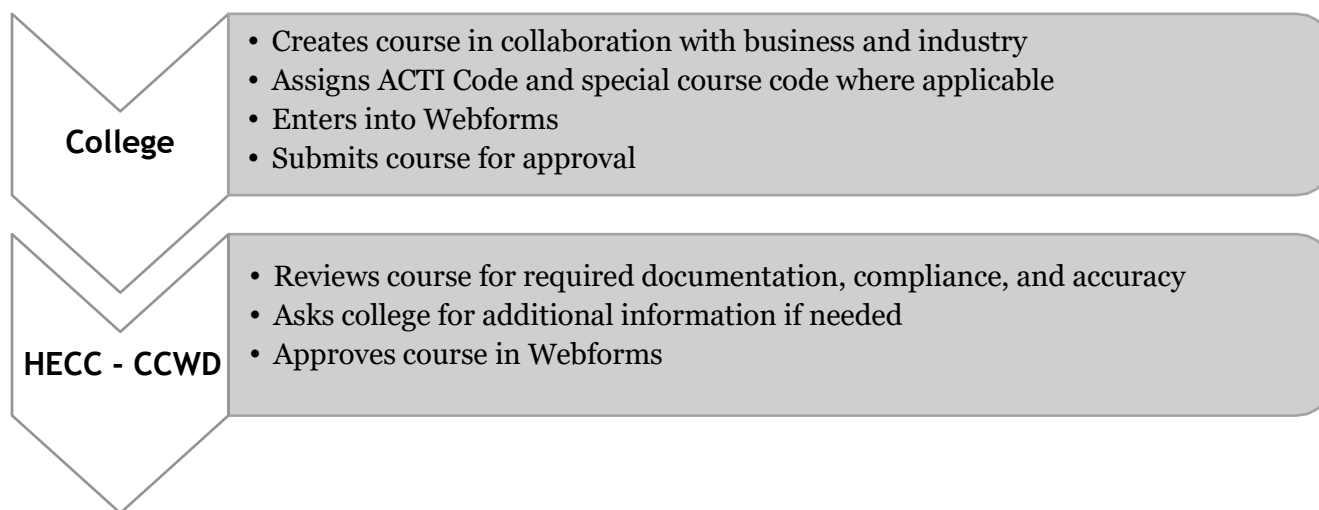 College
• Creates course in collaboration with business and industry
• Assigns ACTI Code and special course code where applicable
• Enters into Webforms
• Submits course for approval
HECC - CCWD
• Reviews course for required documentation, compliance, and accuracy
• Asks college for additional information if needed
• Approves course in Webforms